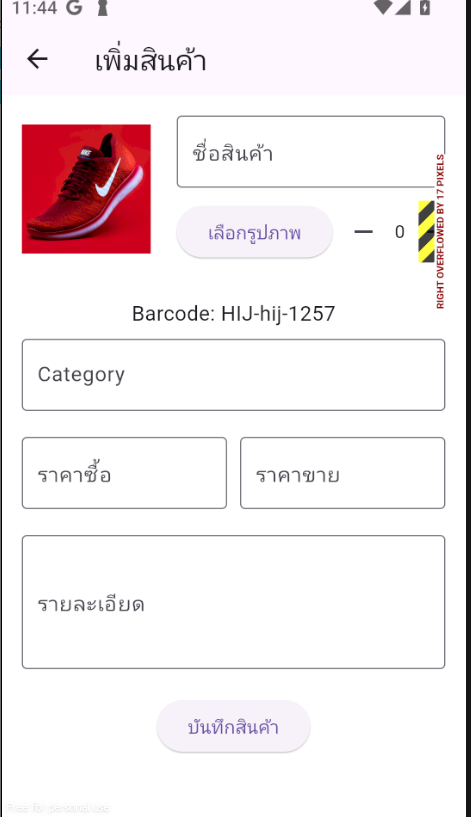 11:44 G
เพิ่มสินค้า
ชื่อสินค้า
เลือกรูปภาพ
0
RIGHT OVERFLOWED BY 17 PIXELS
Barcode: HIJ-hij-1257
Category
ราคาซื้อ
ราคาขาย
รายละเอียด
บันทึกสินค้า
Free for personal use